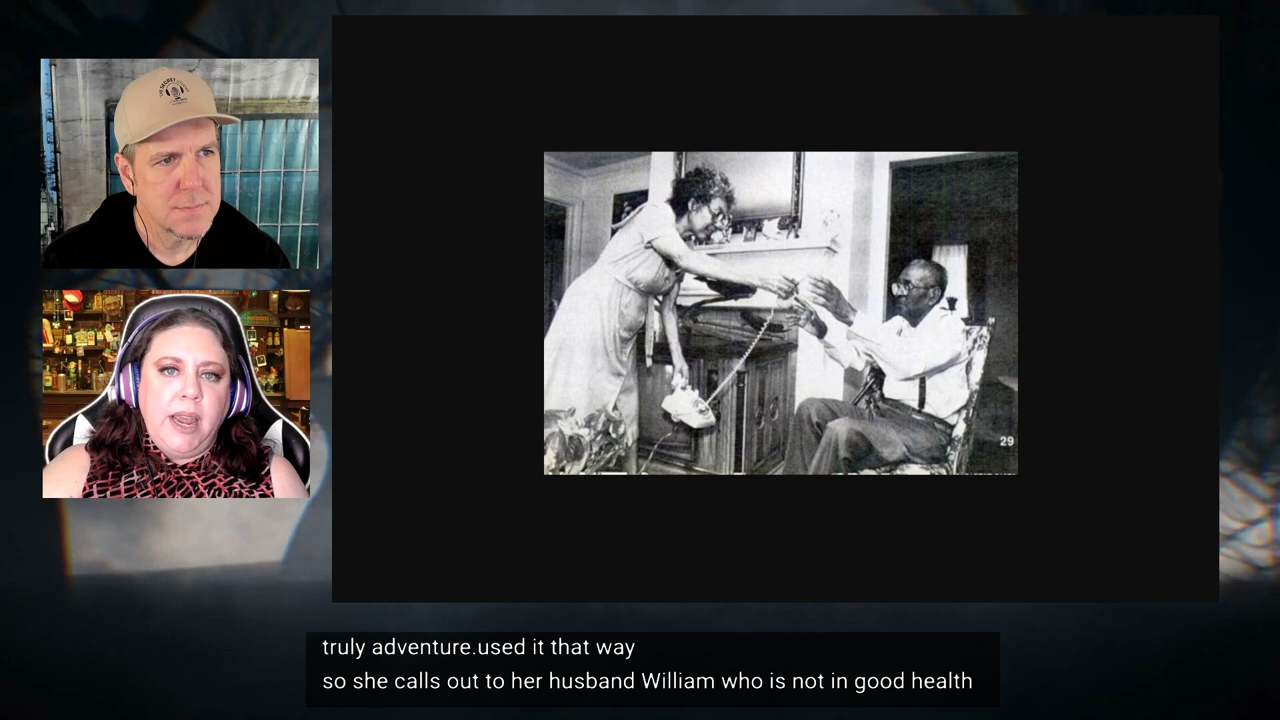 29
truly adventure.used it that way
so she calls out to her husband William who is not in good health